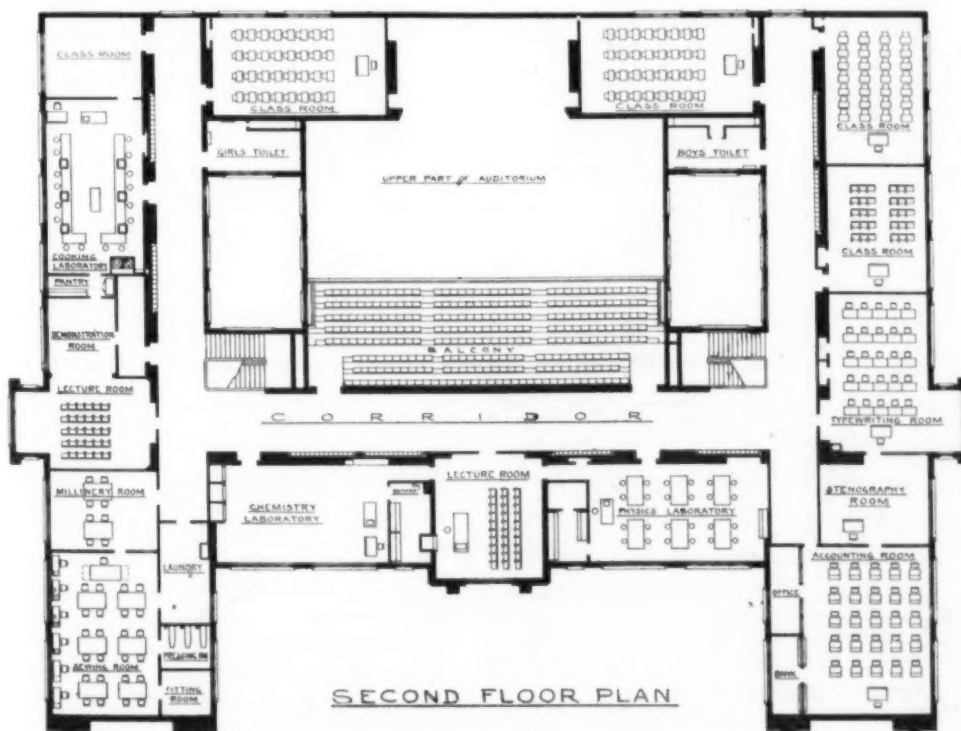 CLASS ROOM
CLASS ROOM
CLASS ROOM
CLASS ROOM
GIRLS TOILET
BOYS TOILET
UPPER PART OF AUDITORIUM
CLASS ROOM
COOKING
LABORATORY
PANTRY
DEMONSTRATION
ROOM
BALCONY
LECTURE ROOM
CORRIDOR
TYPEWRITING ROOM
MILLINERY ROOM
CHEMISTRY
LABORATORY
LECTURE ROOM
PHYSICS LABORATORY
STENOGRAPHY
ROOM
LAUNDRY
ACCOUNTING ROOM
OFFICE
SEWING ROOM
FITTING
ROOM
BANK
SECOND FLOOR PLAN